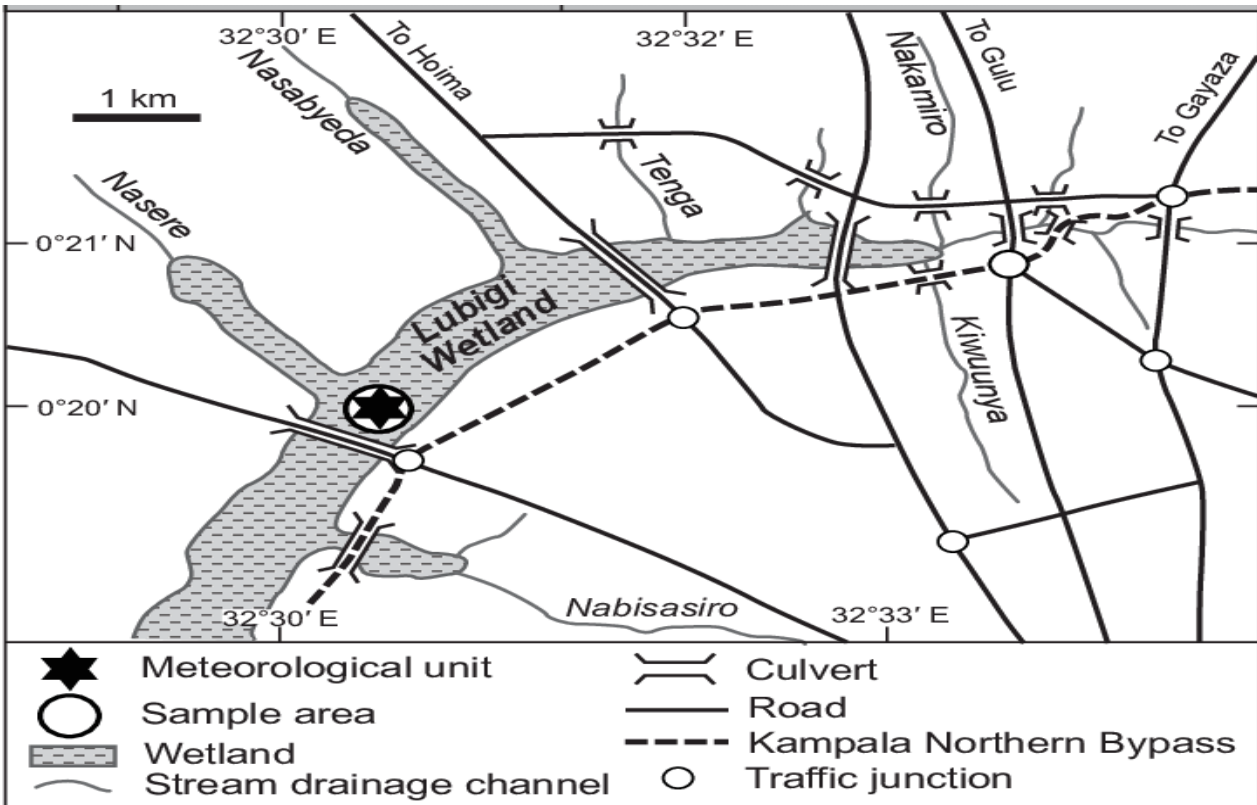 32°30′ E
32°32′ E
To Hoima
Nakamiro
To Gulu
To Gayaza
1 km
Nasabyeda
Tenga
Nasere
0°21′ N
Lubigi
Wetland
Kiwuunya
0°20′ N
32°30′ E
Nabisasiro
32°33′ E
Meteorological unit
Culvert
Sample area
Road
Wetland
Kampala Northern Bypass
Stream drainage channel
Traffic junction